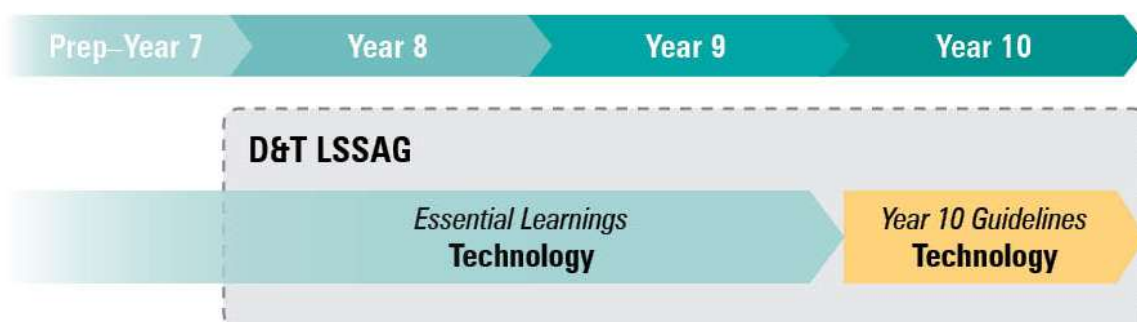 Prep–Year 7 Year 8 Year 9 Year 10
D&T LSSAG
Essential Learnings
Technology
Year 10 Guidelines
Technology